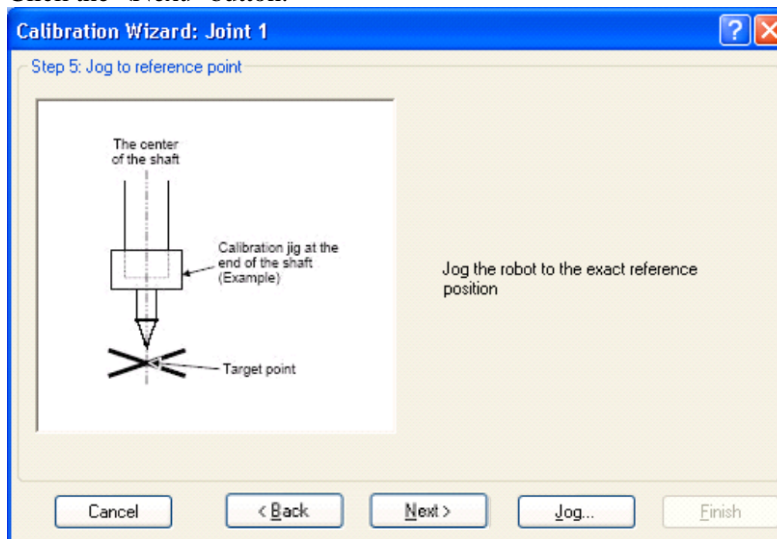 Calibration Wizard: Joint 1
Step 5: Jog to reference point
The center
of the shaft
Calibration jig at the
end of the shaft
(Example)
Target point
Jog the robot to the exact reference
position
Cancel
< Back
Next >
Jog...
Finish